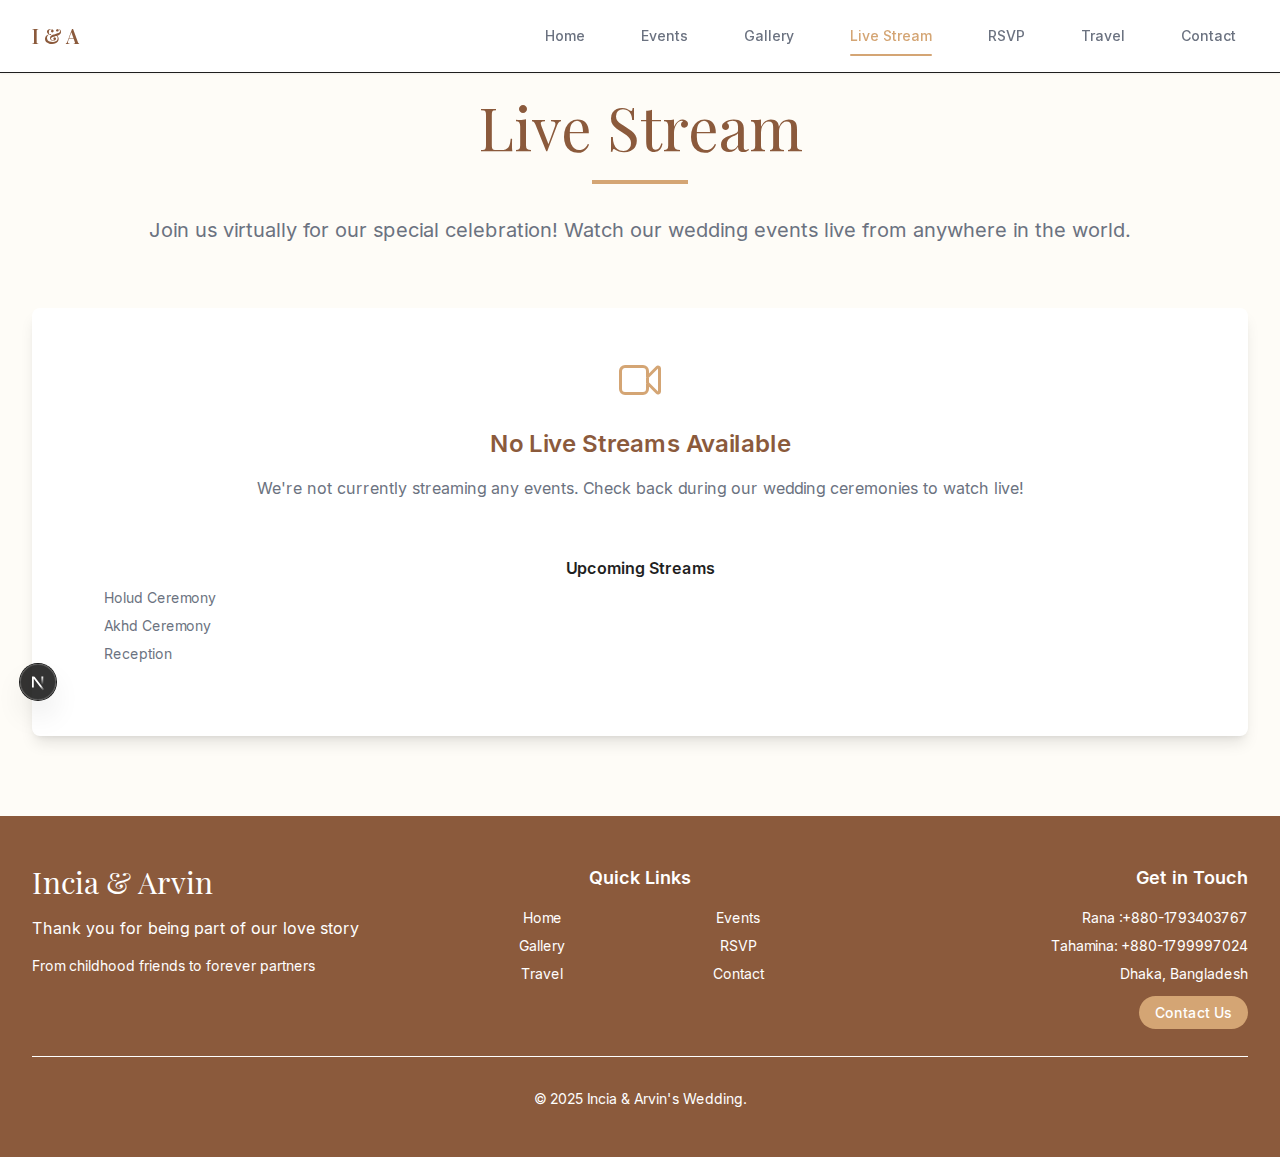 I & A
Home Events Gallery Live Stream RSVP Travel Contact
Live Stream
Join us virtually for our special celebration! Watch our wedding events live from anywhere in the world.
No Live Streams Available
We're not currently streaming any events. Check back during our wedding ceremonies to watch live!
Upcoming Streams
Holud Ceremony
Akhd Ceremony
Reception
N
Incia & Arvin
Thank you for being part of our love story
From childhood friends to forever partners
Quick Links
Home Events
Gallery RSVP
Travel Contact
Get in Touch
Rana :+880-1793403767
Tahamina: +880-1799997024
Dhaka, Bangladesh
Contact Us
© 2025 Incia & Arvin's Wedding.